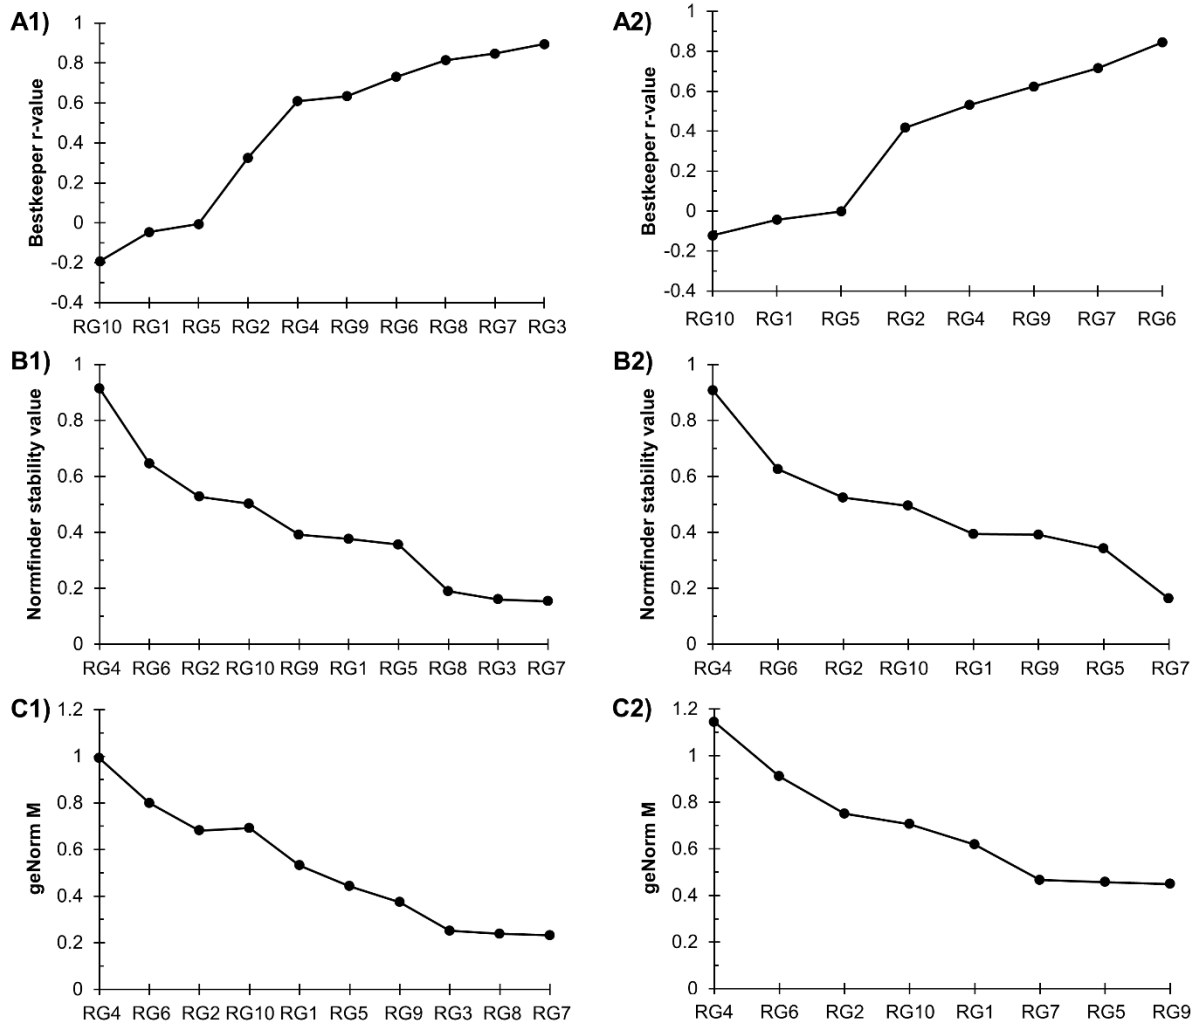 A1)
Bestkeeper r-value
1
0.8
0.6
0.4
0.2
0
-0.2
-0.4
RG10 RG1 RG5 RG2 RG4 RG9 RG6 RG8 RG7 RG3
A2)
Bestkeeper r-value
1
0.8
0.6
0.4
0.2
0
-0.2
-0.4
RG10 RG1 RG5 RG2 RG4 RG9 RG7 RG6
B1)
Normfinder stability value
1
0.8
0.6
0.4
0.2
0
RG4 RG6 RG2 RG10 RG9 RG1 RG5 RG8 RG3 RG7
B2)
Normfinder stability value
1
0.8
0.6
0.4
0.2
0
RG4 RG6 RG2 RG10 RG1 RG9 RG5 RG7
C1)
geNorm M
1.2
1
0.8
0.6
0.4
0.2
0
RG4 RG6 RG2 RG10 RG1 RG5 RG9 RG3 RG8 RG7
C2)
geNorm M
1.2
1
0.8
0.6
0.4
0.2
0
RG4 RG6 RG2 RG10 RG1 RG7 RG5 RG9